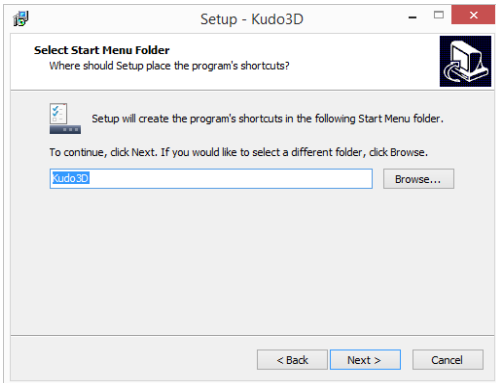 Setup - Kudo3D
Select Start Menu Folder
Where should Setup place the program's shortcuts?
Setup will create the program's shortcuts in the following Start Menu folder.
To continue, click Next. If you would like to select a different folder, click Browse.
Kudo3D
Browse...
< Back
Next >
Cancel